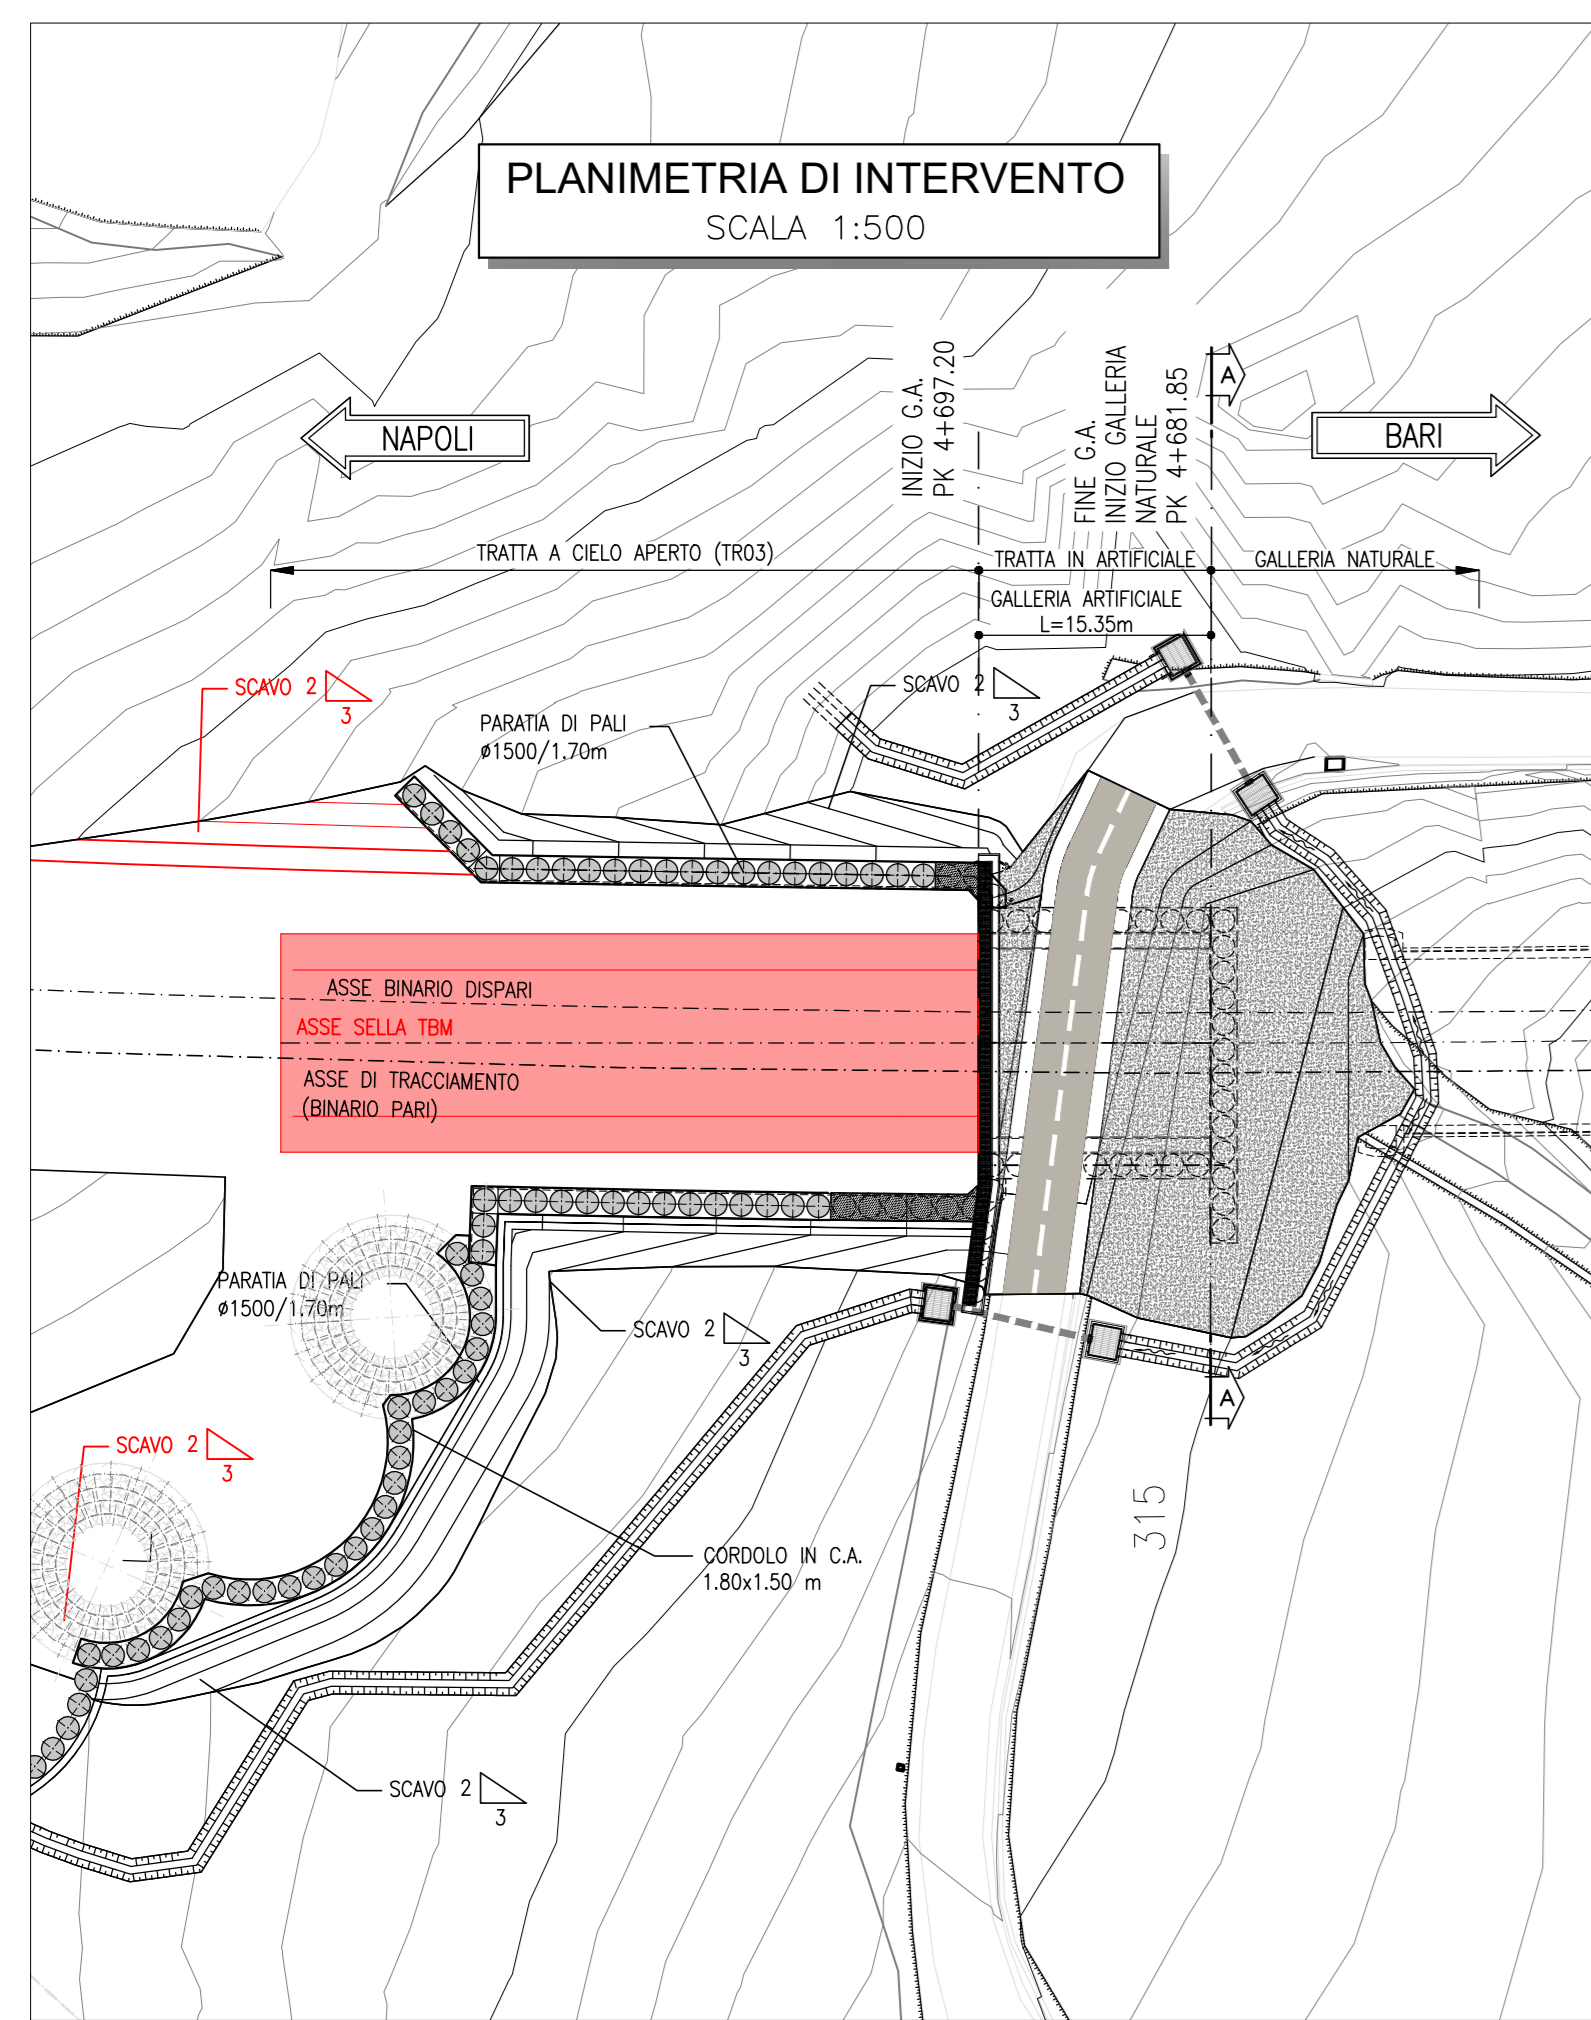 PLANIMETRIA DI INTERVENTO
SCALA 1:500
NAPOLI
BARI
INIZIO G.A.
PK 4+697.20
FINE G.A.
INIZIO GALLERIA
NATURALE
PK 4+681.85
A
TRATTA A CIELO APERTO (TR03)
TRATTA IN ARTIFICIALE
GALLERIA NATURALE
GALLERIA ARTIFICIALE
L=15.35m
SCAVO 2
3
SCAVO 2
3
PARATIA DI PALI
ø1500/1.70m
ASSE BINARIO DISPARI
ASSE SELLA TBM
ASSE DI TRACCIAMENTO
(BINARIO PARI)
PARATIA DI PALI
ø1500/1.70m
SCAVO 2
3
A
SCAVO 2
3
315
CORDOLO IN C.A.
1.80x1.50 m
SCAVO 2
3